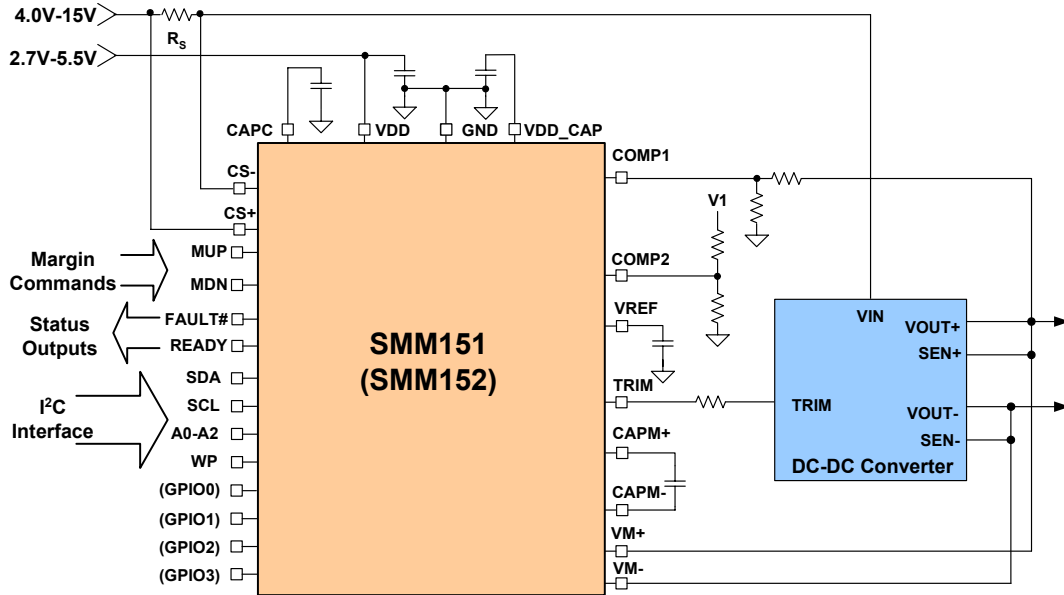 4.0V-15V
R_S
2.7V-5.5V
CAPC
VDD
GND
VDD_CAP
CS-
CS+
MUP
MDN
Margin
Commands
FAULT#
READY
Status
Outputs
SDA
SCL
A0-A2
WP
I²C
Interface
(GPIO0)
(GPIO1)
(GPIO2)
(GPIO3)
SMM151
(SMM152)
COMP1
V1
COMP2
VREF
TRIM
CAPM+
CAPM-
VM+
VM-
VIN
VOUT+
SEN+
TRIM
VOUT-
SEN-
DC-DC Converter